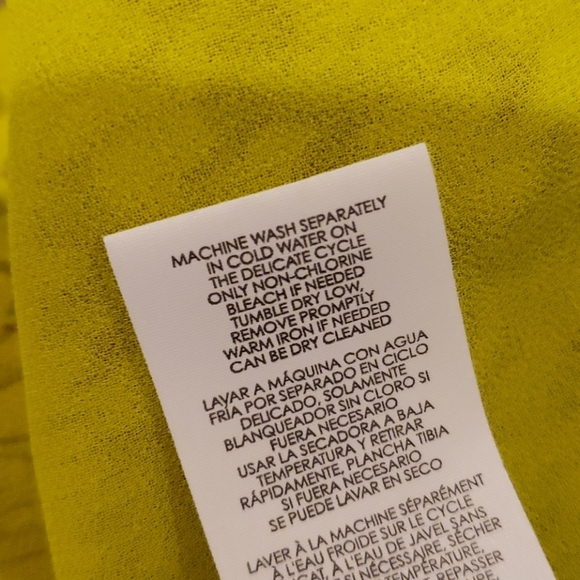 MACHINE WASH SEPARATELY
IN COLD WATER ON
THE DELICATE CYCLE
ONLY NON-CHLORINE
BLEACH IF NEEDED
TUMBLE DRY LOW,
REMOVE PROMPTLY
WARM IRON IF NEEDED
CAN BE DRY CLEANED
LAVAR A MÁQUINA CON AGUA
FRÍA POR SEPARADO EN CICLO
DELICADO, SOLAMENTE
BLANQUEADOR SIN CLORO SI
FUERA NECESARIO
USAR LA SECADORA A BAJA
TEMPERATURA Y RETIRAR
RÁPIDAMENTE, PLANCHA TIBIA
SI FUERA NECESARIO
SE PUEDE LAVAR EN SECO
LAVER À LA MACHINE SÉPARÉMENT
À L'EAU FROIDE SUR LE CYCLE
CAT, À L'EAU DE JAVEL SANS
SI NÉCESSAIRE, SÉCHER
TEMPÉRATURE,
REPASSER